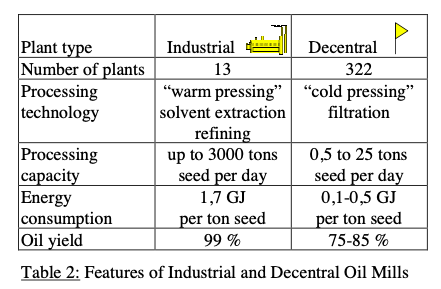 Plant type Industrial Decentral
Number of plants 13 322
Processing “warm pressing” “cold pressing”
technology solvent extraction filtration
refining
Processing up to 3000 tons 0,5 to 25 tons
capacity seed per day seed per day
Energy 1,7 GJ 0,1-0,5 GJ
consumption per ton seed per ton seed
Oil yield 99 % 75-85 %
Table 2: Features of Industrial and Decentral Oil Mills